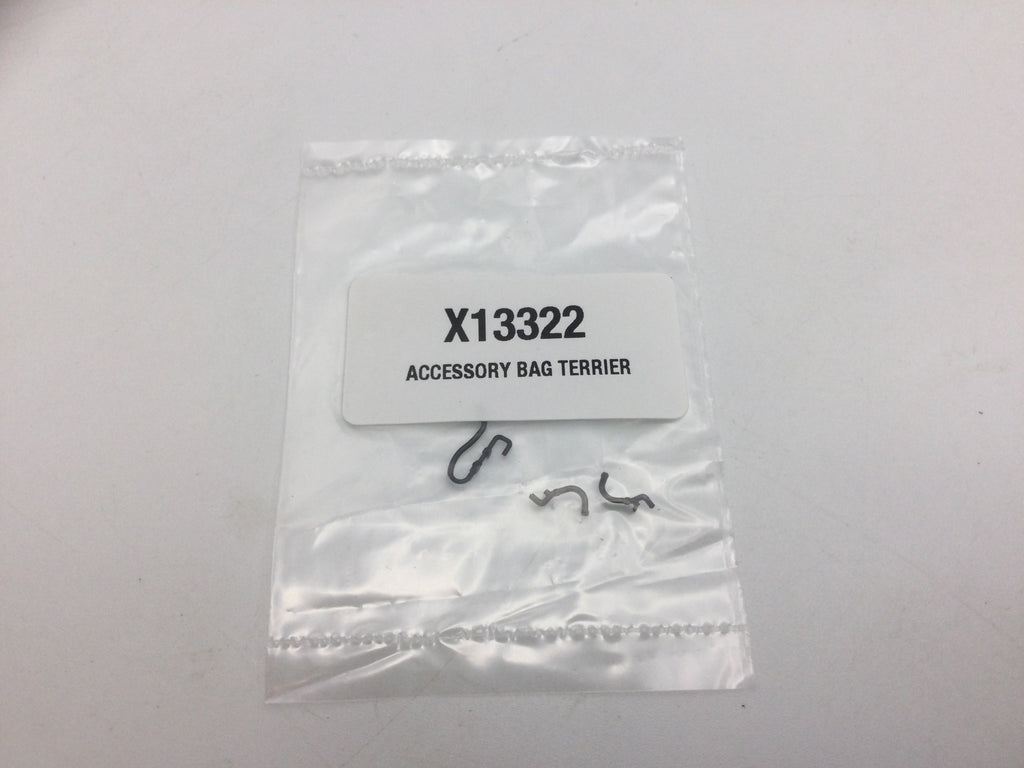 X13322
ACCESSORY BAG TERRIER